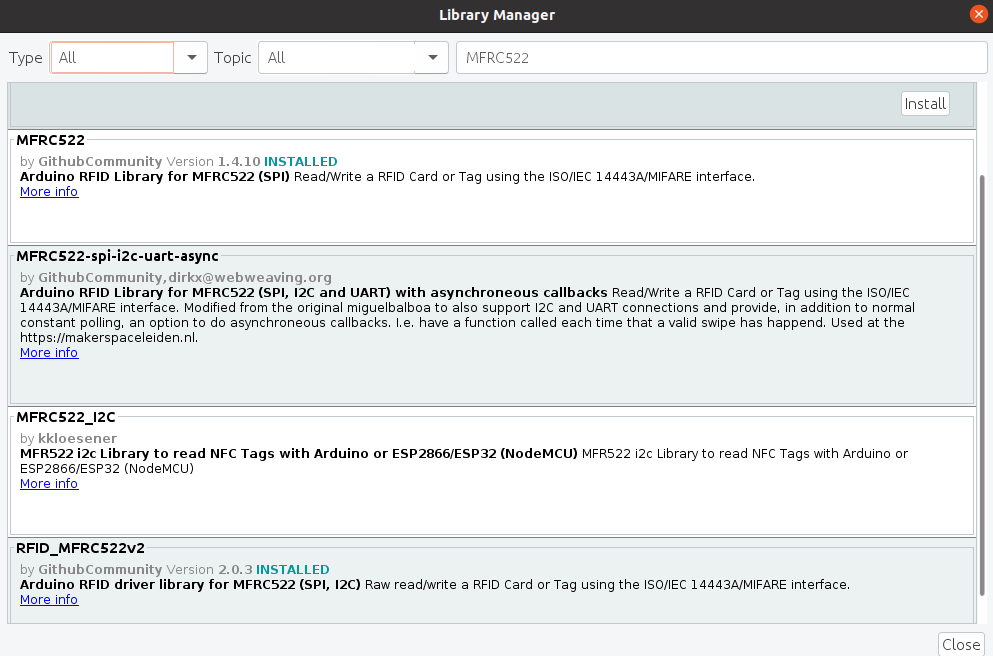 Library Manager
Type All Topic All MFRC522
Install
MFRC522
by GithubCommunity Version 1.4.10 INSTALLED
Arduino RFID Library for MFRC522 (SPI) Read/Write a RFID Card or Tag using the ISO/IEC 14443A/MIFARE interface.
More info
MFRC522-spi-i2c-uart-async
by GithubCommunity,dirkx@webweaving.org
Arduino RFID Library for MFRC522 (SPI, I2C and UART) with asynchroneous callbacks Read/Write a RFID Card or Tag using the ISO/IEC
14443A/MIFARE interface. Modified from the original miguelbalboa to also support I2C and UART connections and provide, in addition to normal
constant polling, an option to do asynchroneous callbacks. I.e. have a function called each time that a valid swipe has happend. Used at the
https://makerspaceleiden.nl.
More info
MFRC522_I2C
by kkloesener
MFR522 i2c Library to read NFC Tags with Arduino or ESP2866/ESP32 (NodeMCU) MFR522 i2c Library to read NFC Tags with Arduino or
ESP2866/ESP32 (NodeMCU)
More info
RFID_MFRC522v2
by GithubCommunity Version 2.0.3 INSTALLED
Arduino RFID driver library for MFRC522 (SPI, I2C) Raw read/write a RFID Card or Tag using the ISO/IEC 14443A/MIFARE interface.
More info
Close